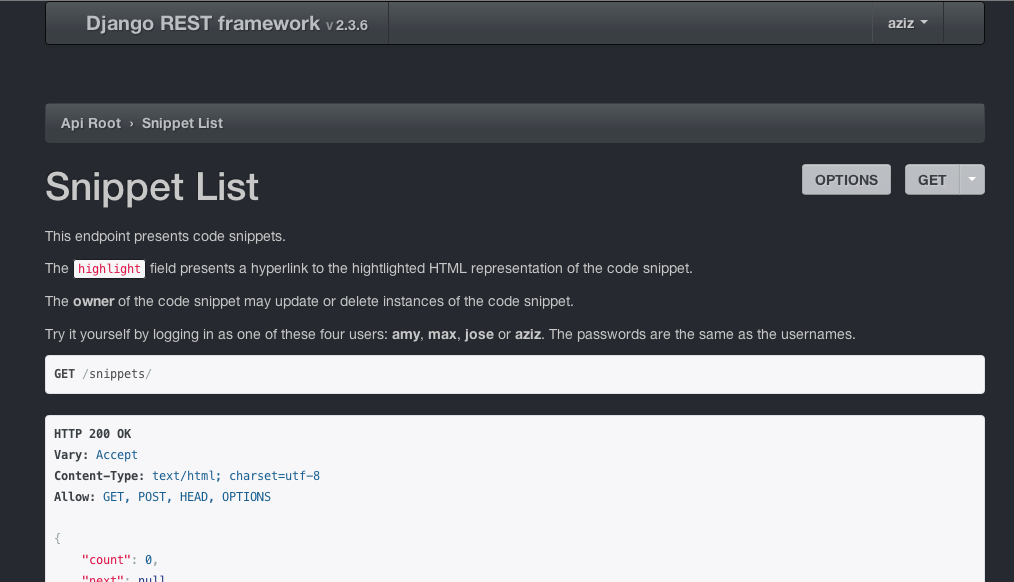 Django REST framework v 2.3.6
aziz
Api Root › Snippet List
Snippet List
OPTIONS
GET
This endpoint presents code snippets.
The highlight field presents a hyperlink to the hightlighted HTML representation of the code snippet.
The owner of the code snippet may update or delete instances of the code snippet.
Try it yourself by logging in as one of these four users: amy, max, jose or aziz. The passwords are the same as the usernames.
GET /snippets/
HTTP 200 OK
Vary: Accept
Content-Type: text/html; charset=utf-8
Allow: GET, POST, HEAD, OPTIONS
{
"count": 0,
"next": null